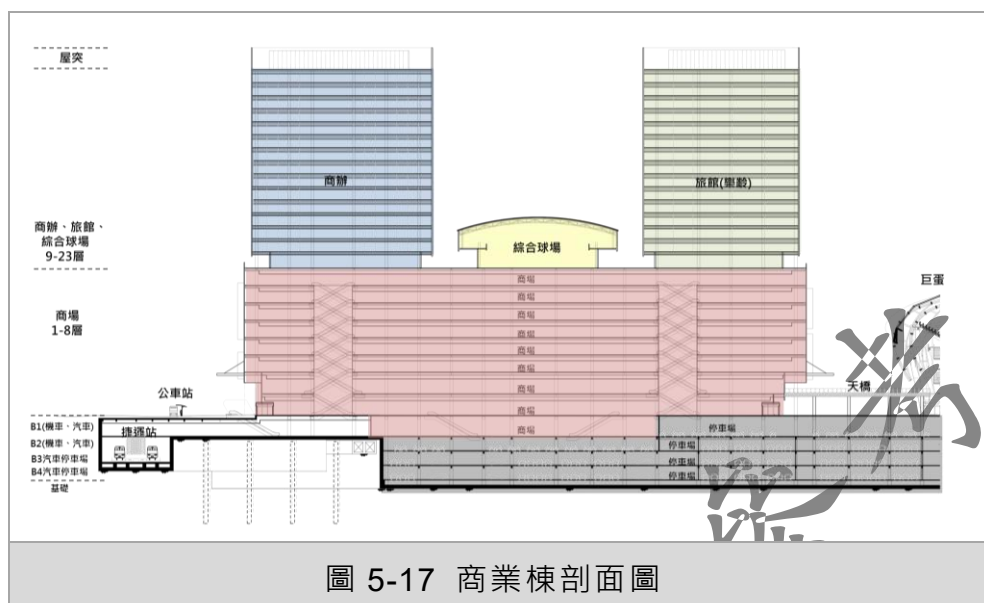 屋突
商辦
旅館(樂齡)
商辦、旅館、
綜合球場
9-23層
綜合球場
商場
商場
商場
商場
商場
商場
商場
商場
商場
商場
1-8層
巨蛋
天橋
公車站
B1(機車、汽車)
捷運站
停車場
B2(機車、汽車)
停車場
B3汽車停車場
停車場
B4汽車停車場
停車場
基礎
圖 5-17 商業棟剖面圖